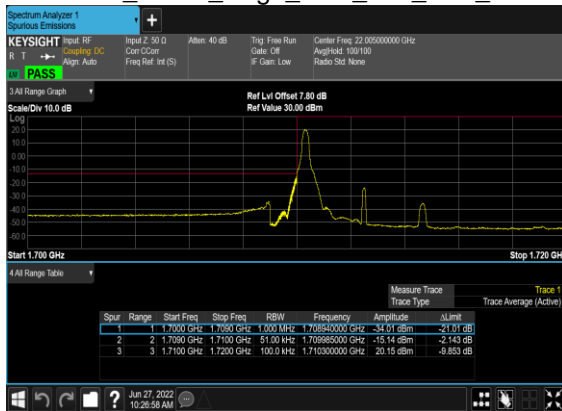 Spectrum Analyzer 1
Spurious Emissions
KEYSIGHT Input: RF Input Z: 50 Ω Atten: 40 dB Trig: Free Run Center Freq: 22.005000000 GHz
R T Coupling: DC Corr CCorr Gate: Off Avg|Hold: 100/100
Align: Auto Freq Ref: Int (S) IF Gain: Low Radio Std: None
PASS
3 All Range Graph
Ref Lvl Offset 7.80 dB
Scale/Div 10.0 dB Ref Value 30.00 dBm
Log
20.0
10.0
0.00
-10.0
-20.0
-30.0
-40.0
-50.0
-60.0
Start 1.700 GHz Stop 1.720 GH
4 All Range Table
Measure Trace Trace 1
Trace Type Trace Average (Active)
Spur Range Start Freq Stop Freq RBW Frequency Amplitude ΔLimit
1 1 1.7000 GHz 1.7090 GHz 1.000 MHz 1.708940000 GHz -34.01 dBm -21.01 dB
2 2 1.7090 GHz 1.7100 GHz 51.00 kHz 1.709985000 GHz -15.14 dBm -2.143 dB
3 3 1.7100 GHz 1.7200 GHz 100.0 kHz 1.710300000 GHz 20.15 dBm -9.853 dB
? Jun 27, 2022
10:26:58 AM